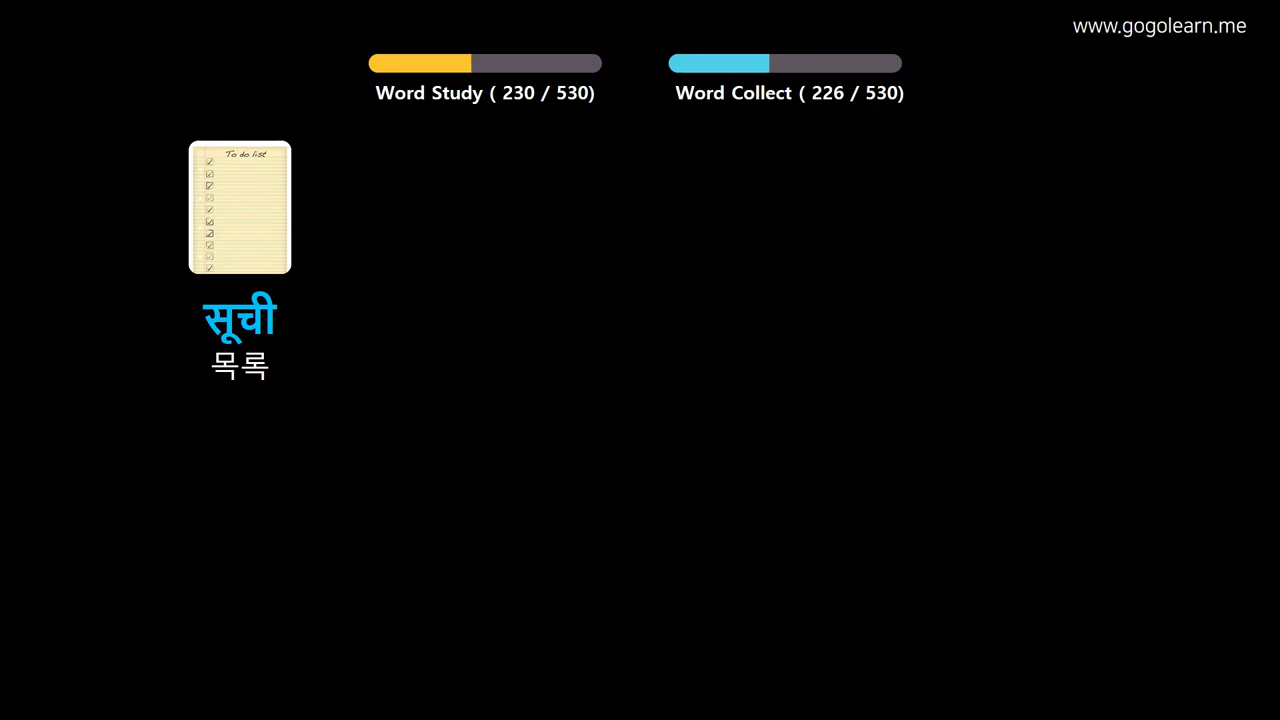 www.gogolearn.me
Word Study ( 230 / 530)
Word Collect ( 226 / 530)
To do list
सूची
목록